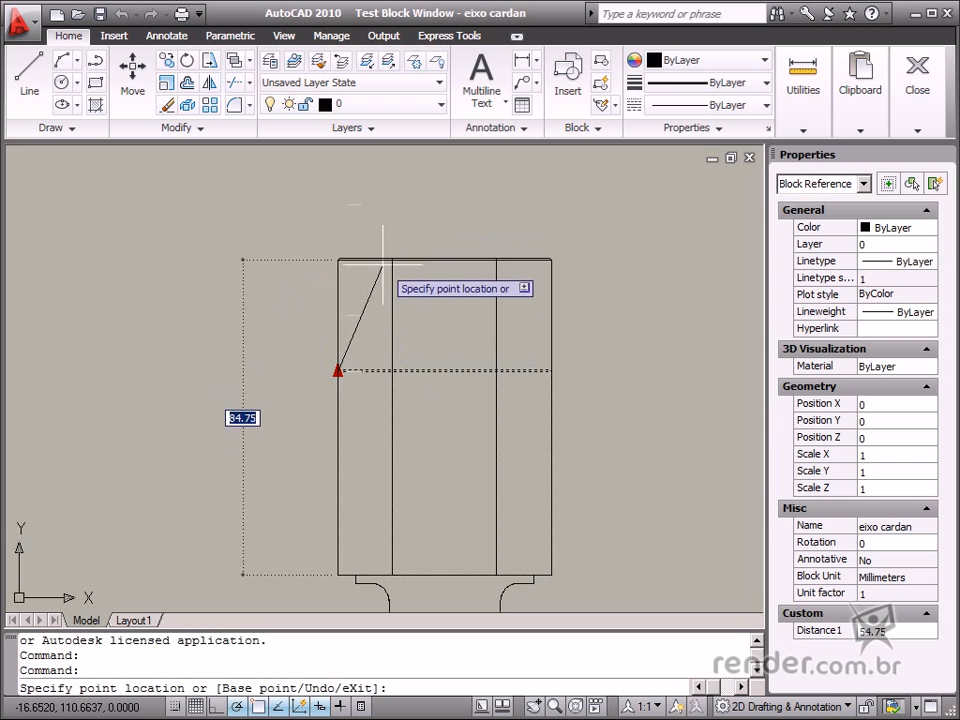 AutoCAD 2010 Test Block Window - eixo cardan
Type a keyword or phrase
Home Insert Annotate Parametric View Manage Output Express Tools
Line
Move
Unsaved Layer State
0
Multiline
Text
Insert
ByLayer
ByLayer
ByLayer
Utilities
Clipboard
Close
Draw
Modify
Layers
Annotation
Block
Properties
Specify point location or
84.75
Y
X
Properties
Block Reference
General
Color ByLayer
Layer 0
Linetype ByLayer
Linetype s... 1
Plot style ByColor
Lineweight ByLayer
Hyperlink
3D Visualization
Material ByLayer
Geometry
Position X 0
Position Y 0
Position Z 0
Scale X 1
Scale Y 1
Scale Z 1
Misc
Name eixo cardan
Rotation 0
Annotative No
Block Unit Millimeters
Unit factor 1
Custom
Distance1 54.75
render.com.br
Model Layout1
or Autodesk licensed application.
Command:
Command:
Specify point location or [Base point/Undo/eXit]:
-16.6520, 110.6637, 0.0000
1:1
2D Drafting & Annotation